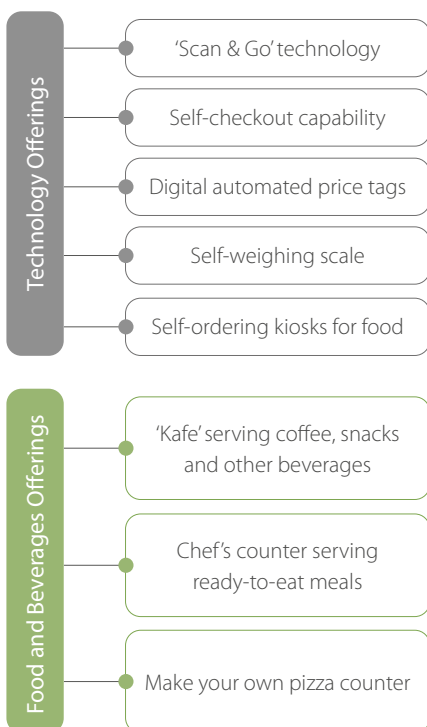 Technology Offerings
‘Scan & Go’ technology
Self-checkout capability
Digital automated price tags
Self-weighing scale
Self-ordering kiosks for food
Food and Beverages Offerings
‘Kafe’ serving coffee, snacks
and other beverages
Chef’s counter serving
ready-to-eat meals
Make your own pizza counter